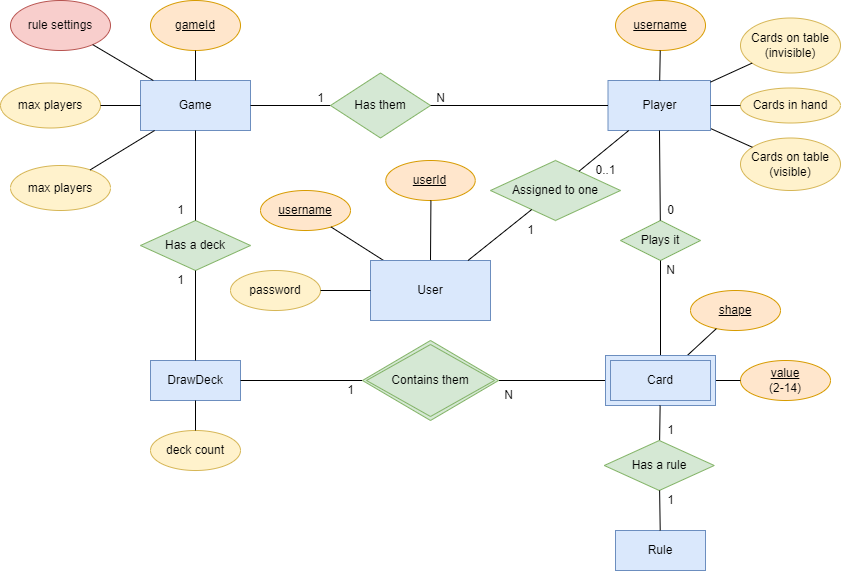 rule settings
gameId
username
Cards on table
(invisible)
max players
Game
1
Has them
N
Player
Cards in hand
Cards on table
(visible)
max players
userId
Assigned to one
0..1
1
username
1
Has a deck
1
0
Plays it
N
password
User
shape
DrawDeck
1
Contains them
N
Card
value
(2-14)
deck count
1
Has a rule
1
Rule